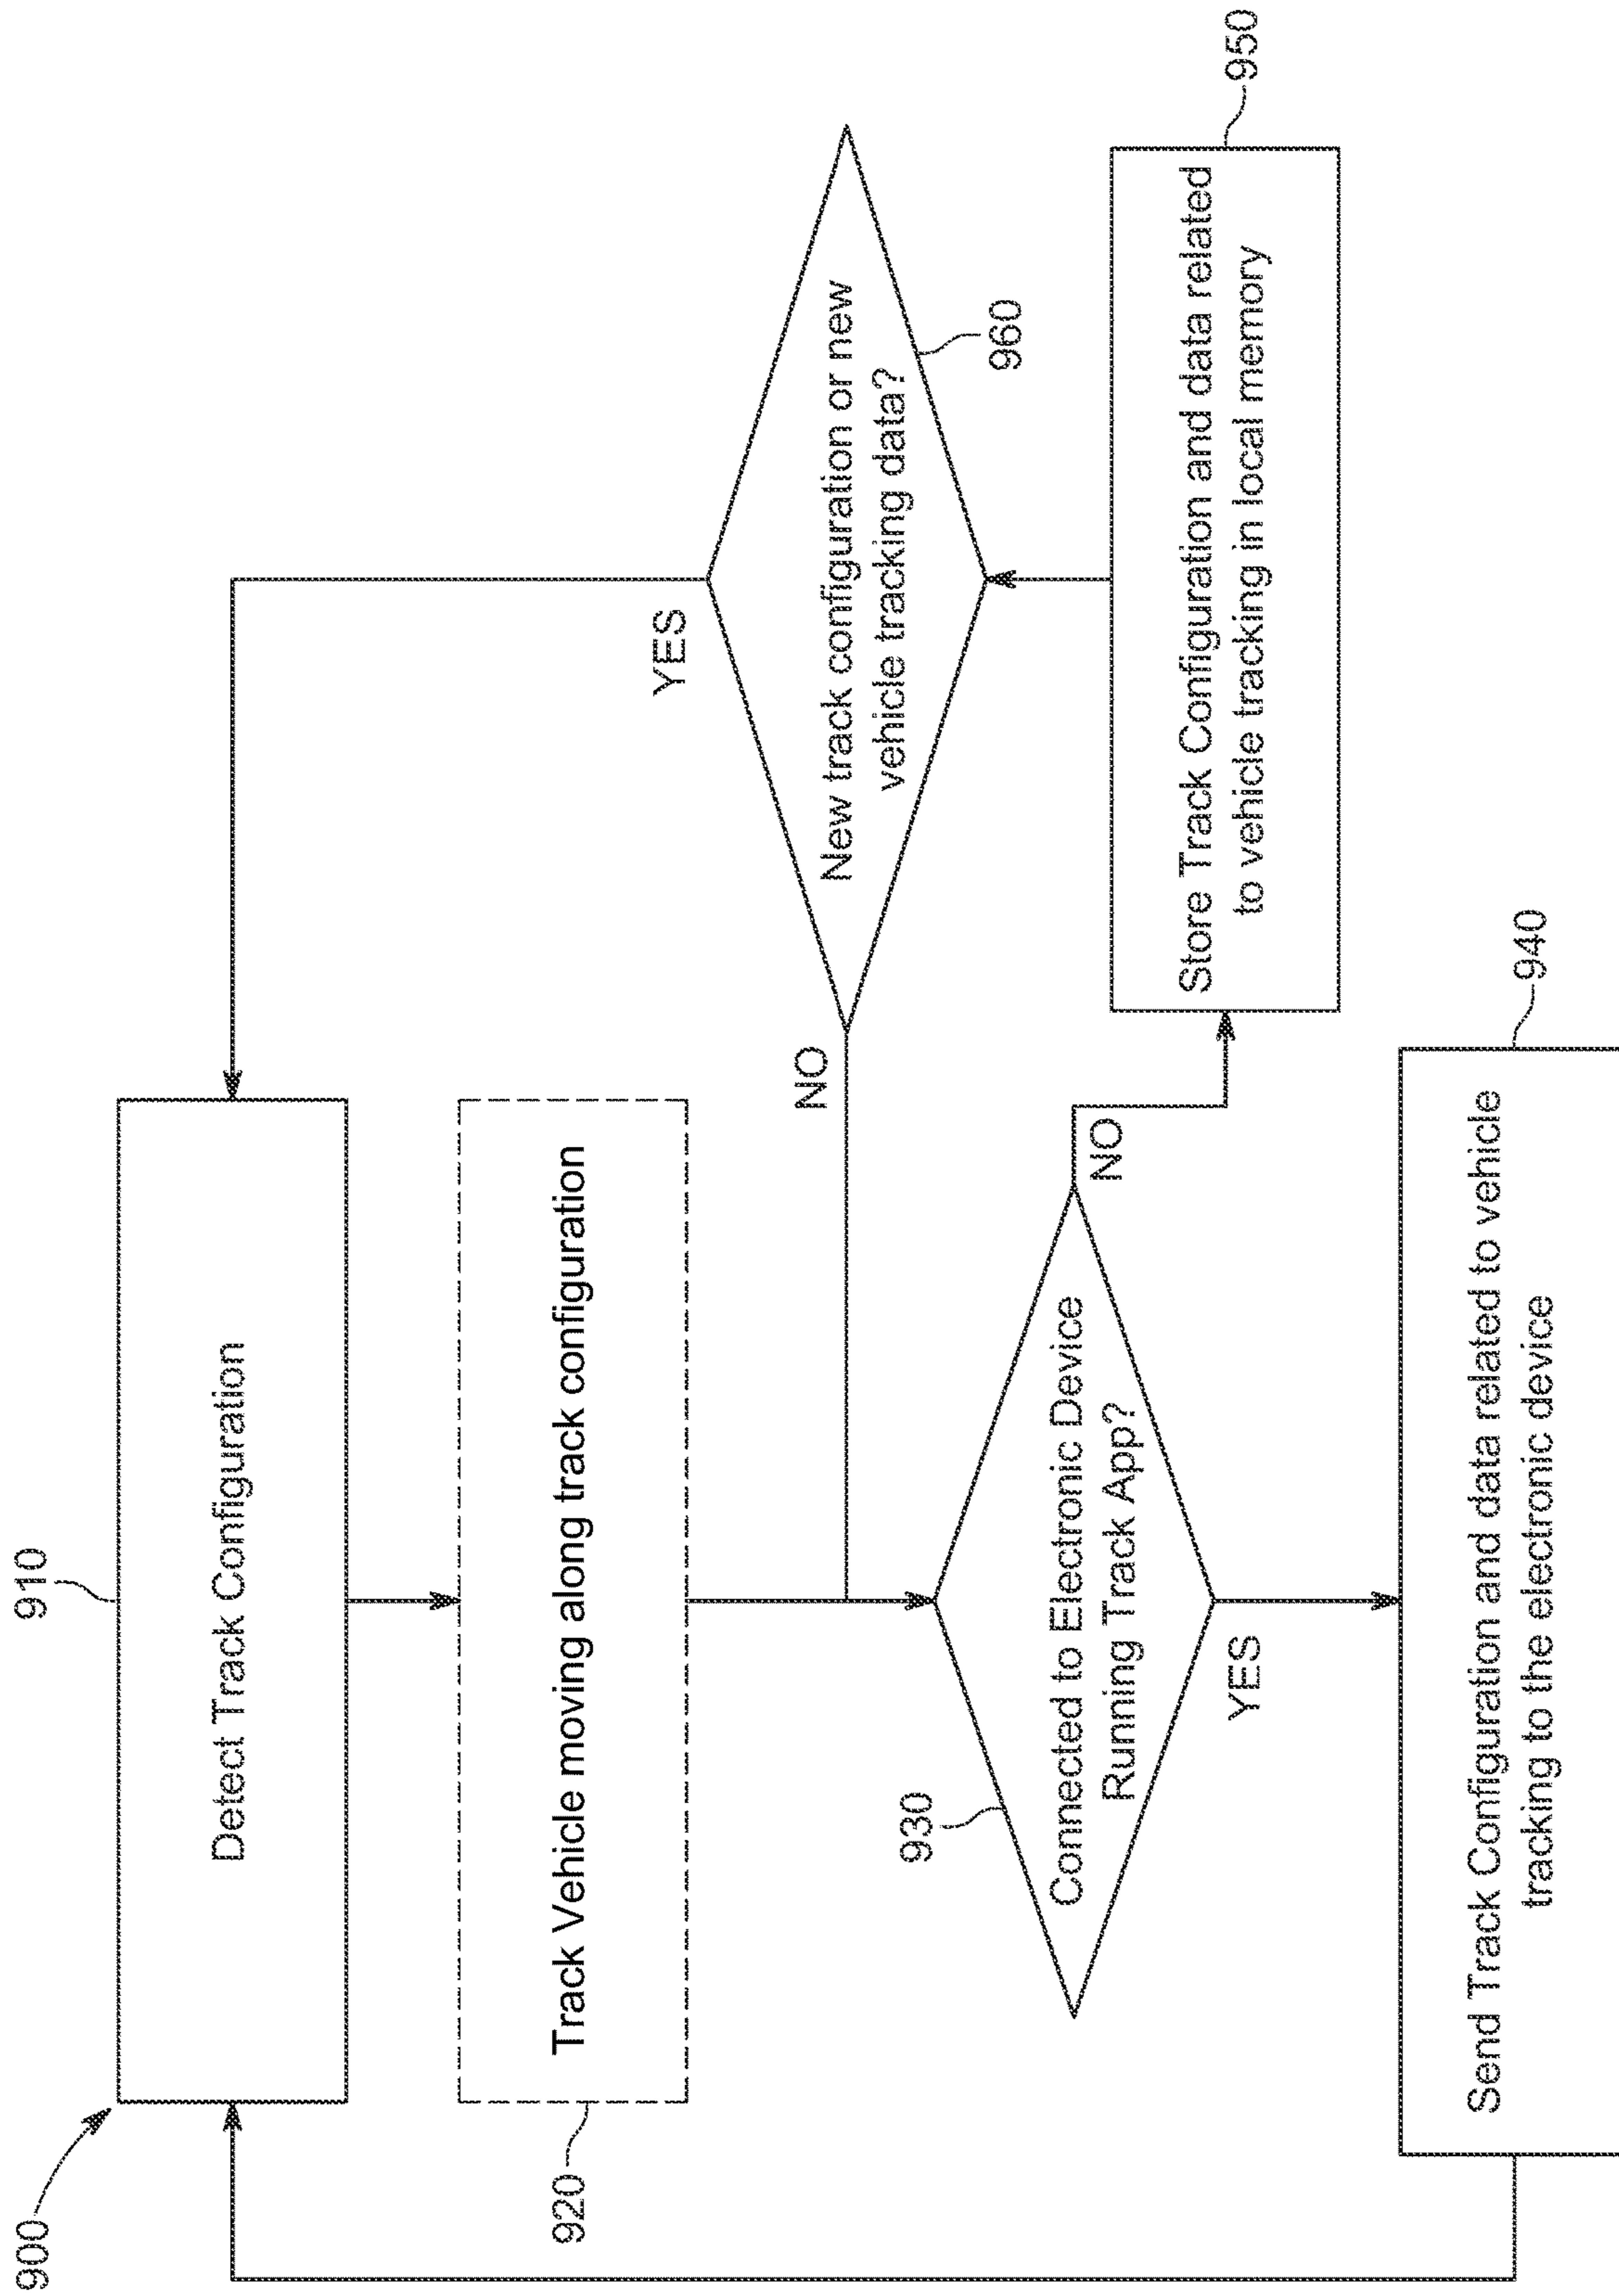 900
910
Detect Track Configuration
920
Track Vehicle moving along track configuration
930
Connected to Electronic Device
Running Track App?
YES
NO
940
Send Track Configuration and data related to vehicle
tracking to the electronic device
950
Store Track Configuration and data related
to vehicle tracking in local memory
960
New track configuration or new
vehicle tracking data?
YES
NO